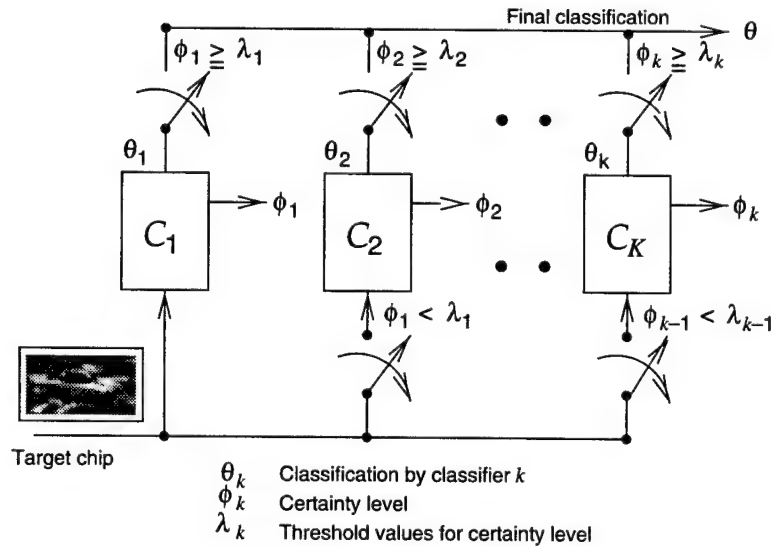 Final classification
θ
ϕ1 ≧ λ1
ϕ2 ≧ λ2
ϕk ≧ λk
θ1
θ2
θk
C1
ϕ1
C2
ϕ2
CK
ϕk
ϕ1 < λ1
ϕk−1 < λk−1
Target chip
θk Classification by classifier k
ϕk Certainty level
λk Threshold values for certainty level